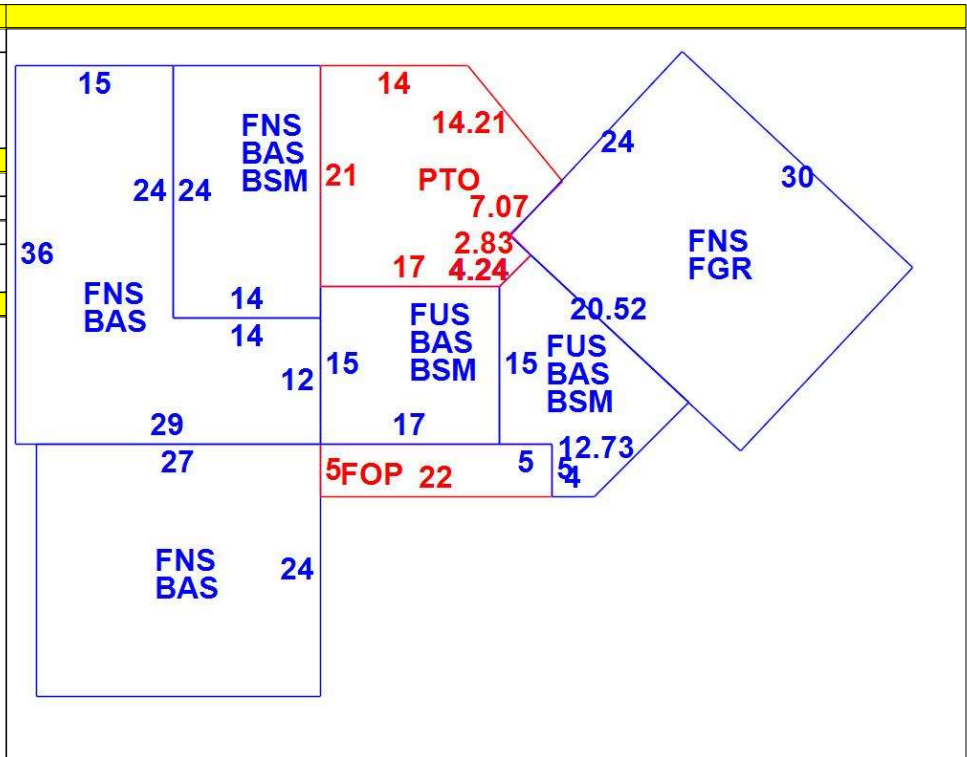 15
14
14.21
24
30
FNS
BAS
BSM
24
24
21
PTO
7.07
2.83
4.24
17
36
FNS
FGR
FNS
BAS
14
14
20.52
FUS
BAS
BSM
FUS
BAS
BSM
12
15
15
29
17
27
5
FOP
22
5
5
4
12.73
FNS
BAS
24